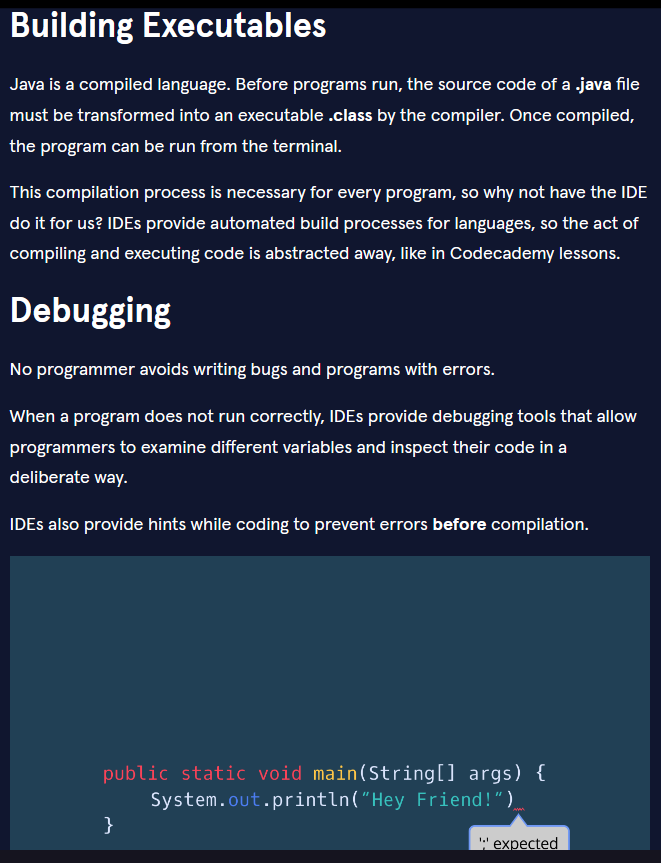 Building Executables
Java is a compiled language. Before programs run, the source code of a .java file
must be transformed into an executable .class by the compiler. Once compiled,
the program can be run from the terminal.
This compilation process is necessary for every program, so why not have the IDE
do it for us? IDEs provide automated build processes for languages, so the act of
compiling and executing code is abstracted away, like in Codecademy lessons.
Debugging
No programmer avoids writing bugs and programs with errors.
When a program does not run correctly, IDEs provide debugging tools that allow
programmers to examine different variables and inspect their code in a
deliberate way.
IDEs also provide hints while coding to prevent errors before compilation.
public static void main(String[] args) {
System.out.println(“Hey Friend!”)
}
';' expected